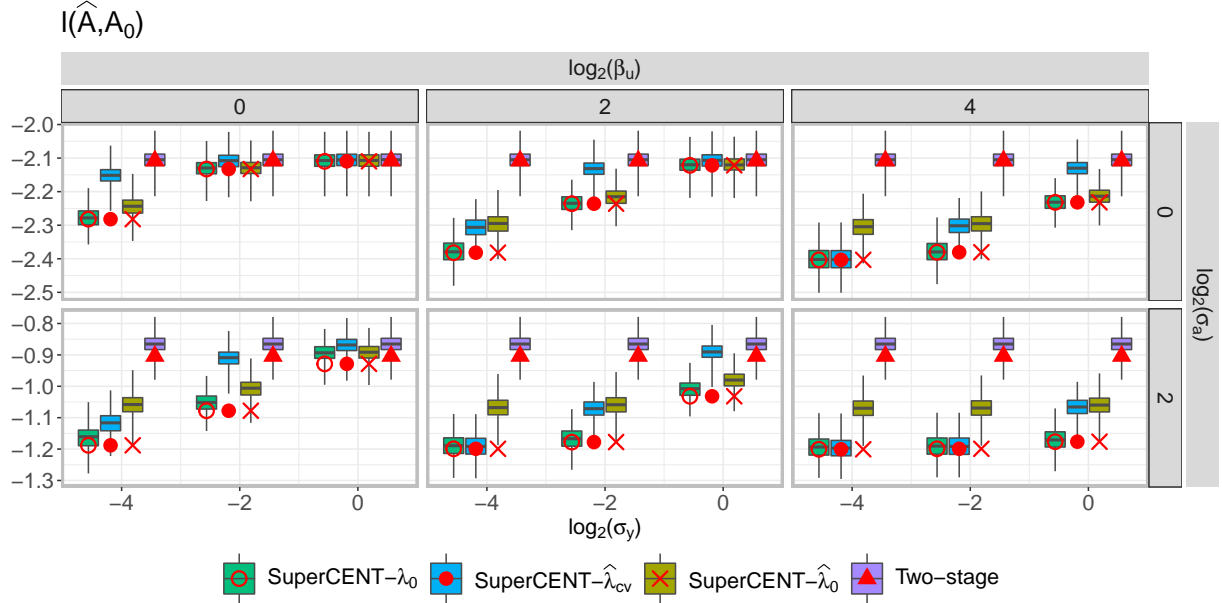 l(Â,A₀)
log₂(βᵤ)
0 2 4
−2.0
−2.1
−2.2
−2.3
−2.4
−2.5
0
−0.8
−0.9
−1.0
−1.1
−1.2
−1.3
2
log₂(σₐ)
−4 −2 0 −4 −2 0 −4 −2 0
log₂(σᵧ)
SuperCENT−λ₀ SuperCENT−λ̂cv SuperCENT−λ̂₀ Two−stage